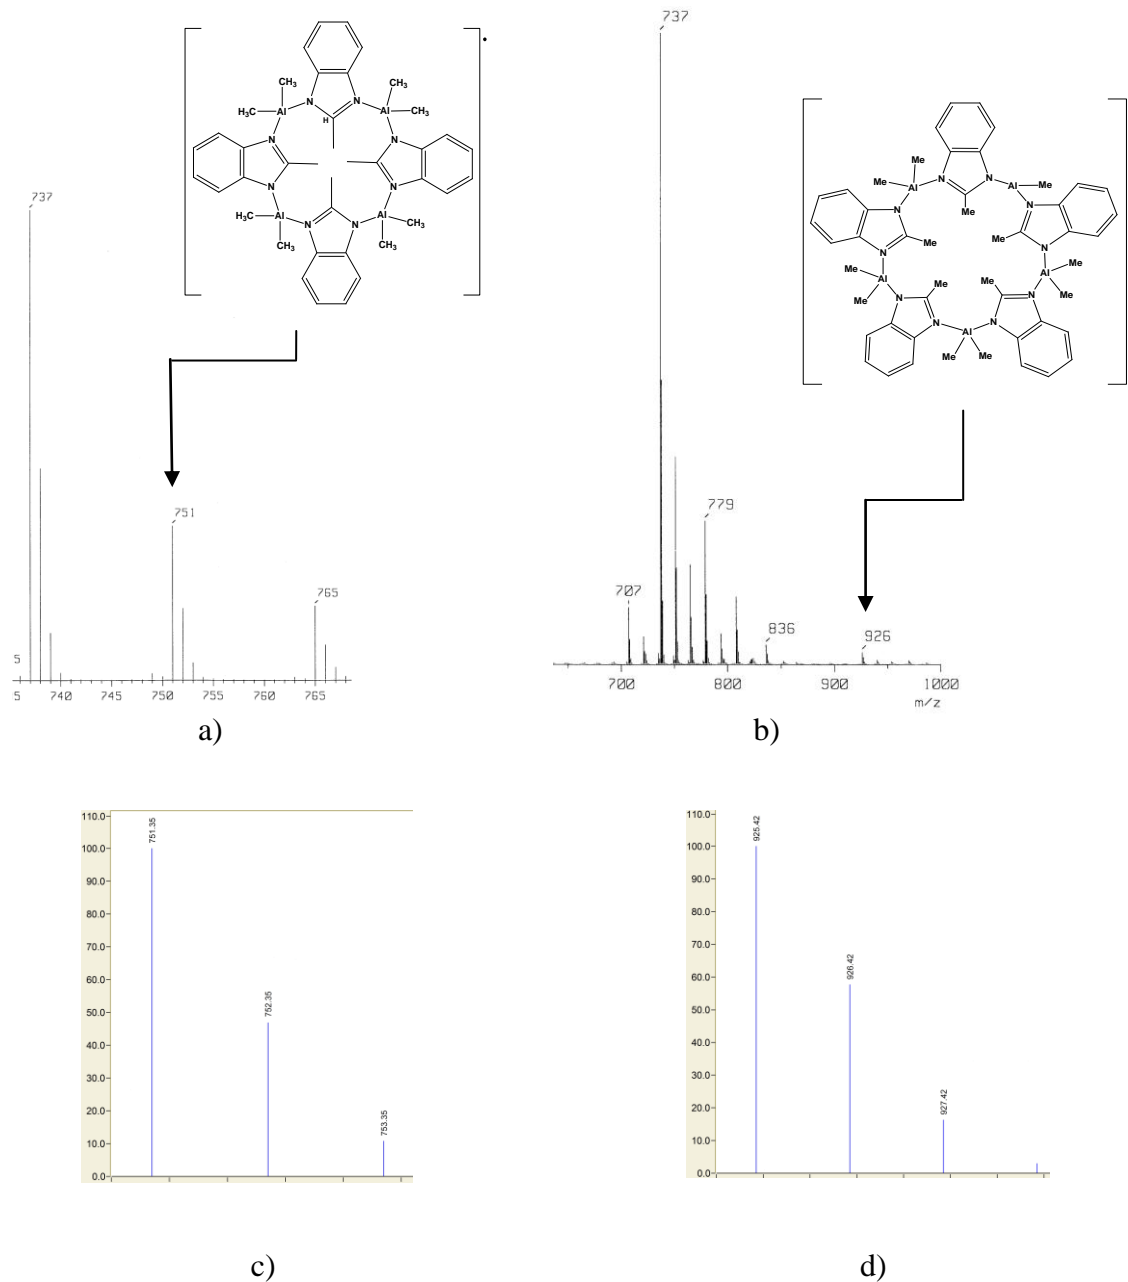 737
CH₃
H₃C
Al
N
N
H
Al
CH₃
CH₃
N
N
N
N
H₃C
Al
CH₃
N
N
Al
CH₃
CH₃
751
765
5
5 740 745 750 755 760 765
a)
737
779
707
836
926
700 800 900 1000
m/z
Me
Me
Al
N
N
Al
Me
Me
N
N
Me
Me
N
N
Me
Al
Me
Me
Me
Al
Me
Me
N
N
N
N
Al
Me
Me
b)
110.0
100.0
90.0
80.0
70.0
60.0
50.0
40.0
30.0
20.0
10.0
0.0
751.35
752.35
753.35
c)
110.0
100.0
90.0
80.0
70.0
60.0
50.0
40.0
30.0
20.0
10.0
0.0
925.42
926.42
927.42
d)